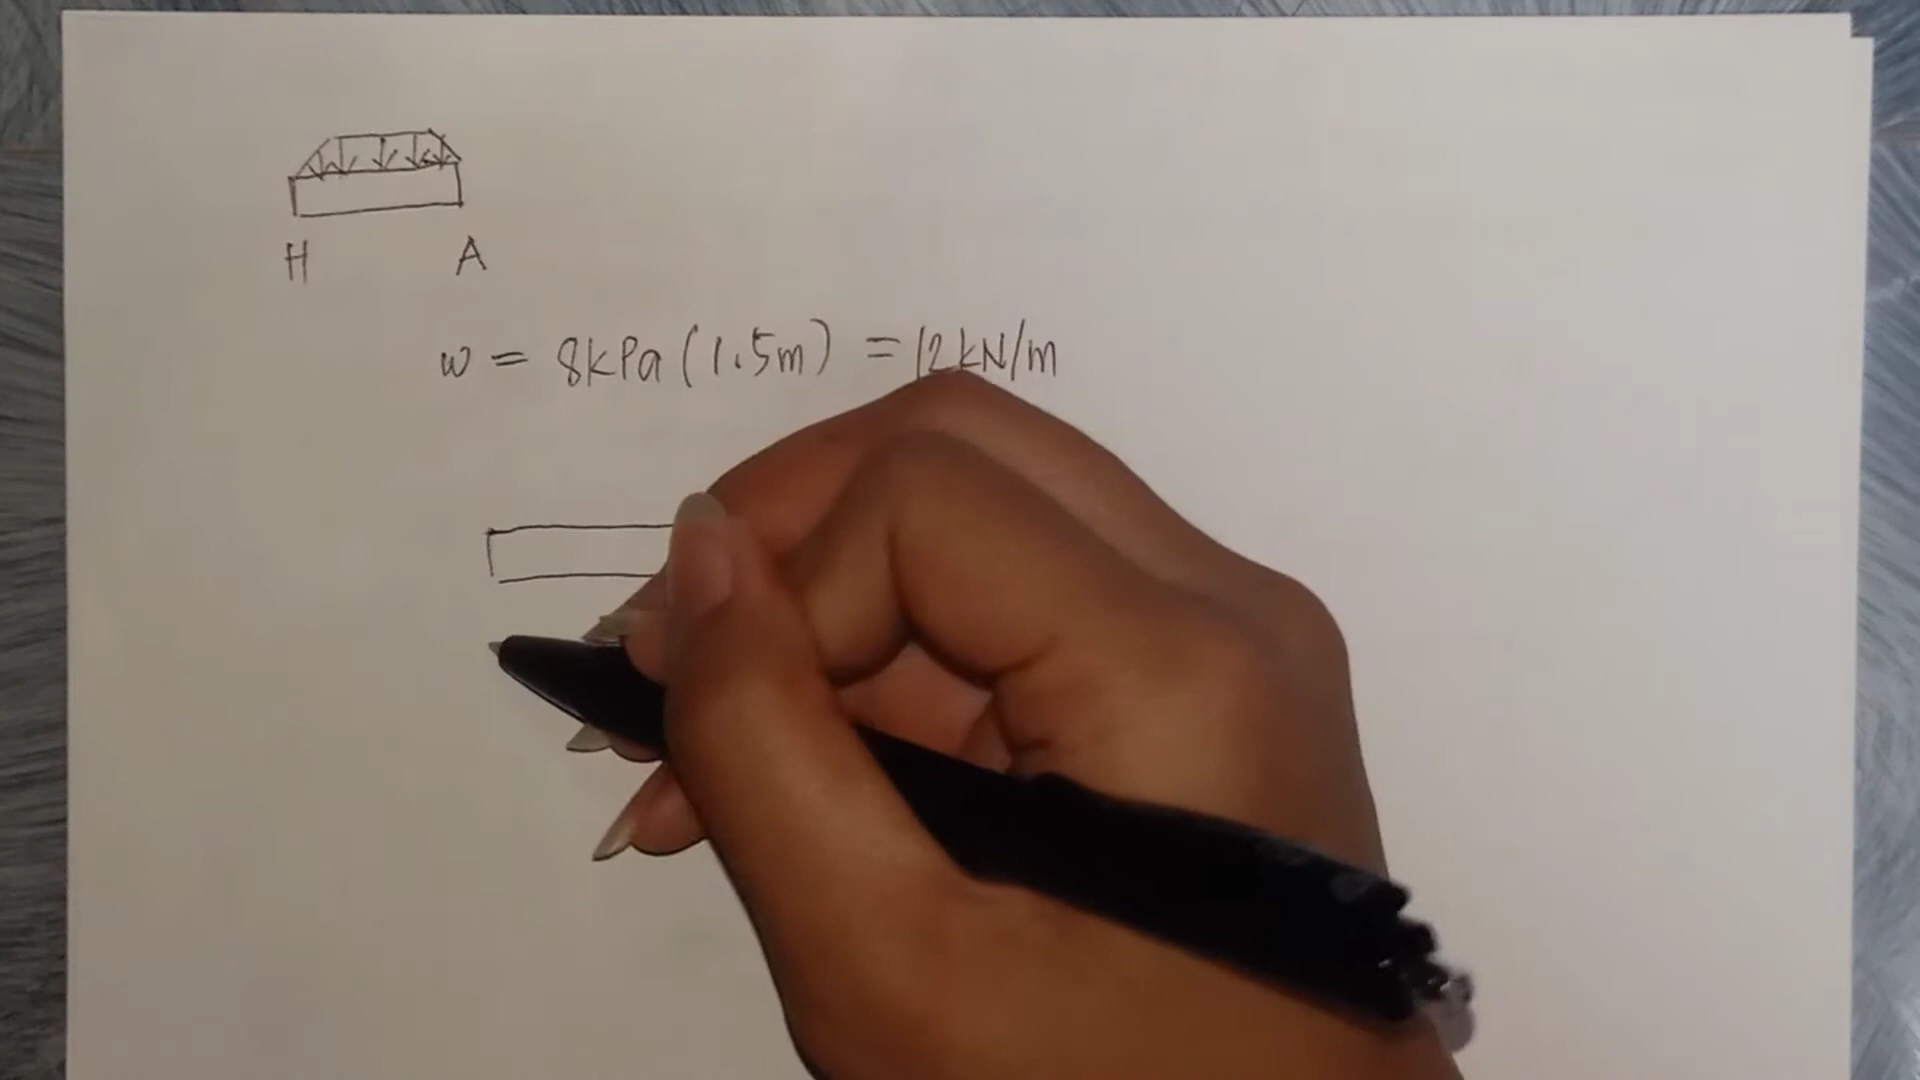 H A
w = 8kPa (1.5m) = 12kN/m